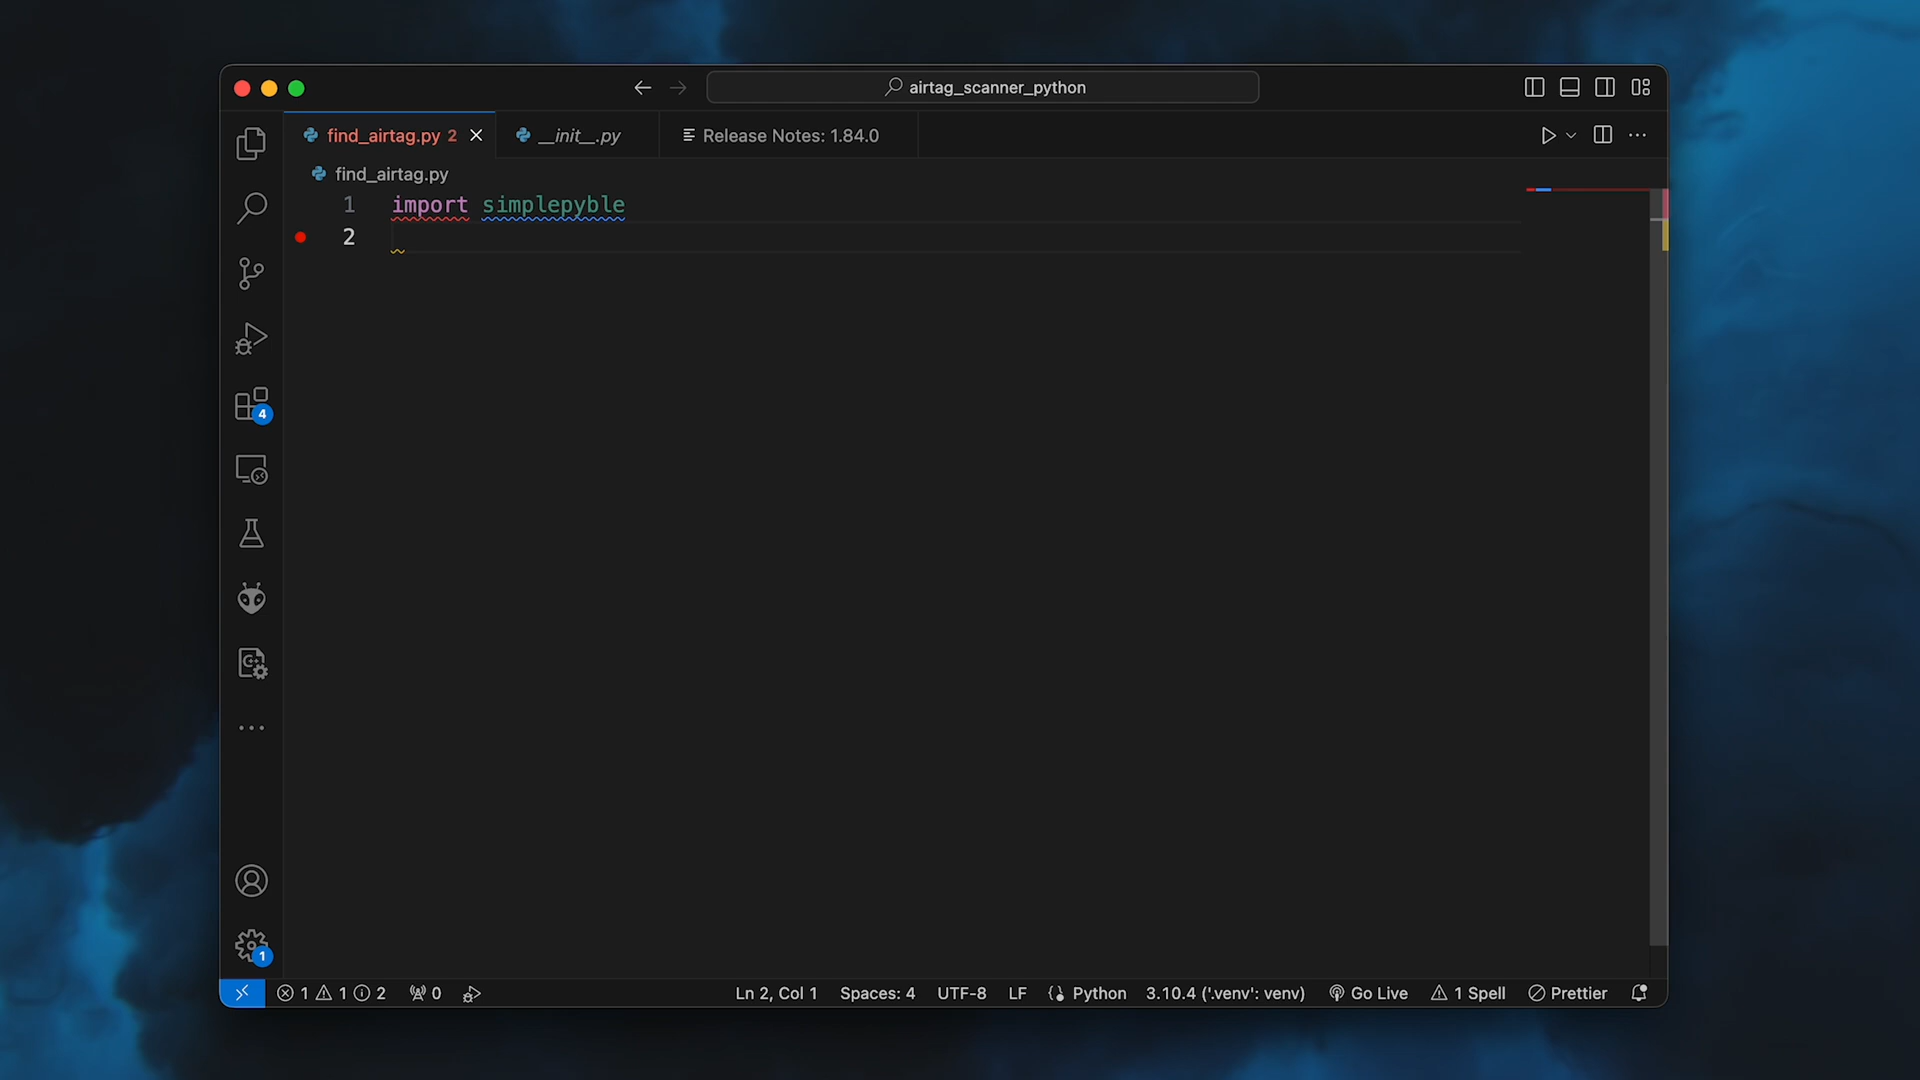 airtag_scanner_python
find_airtag.py 2
__init__.py
Release Notes: 1.84.0
find_airtag.py
1 import simplepyble
2
4
1
1 1 2 0 Ln 2, Col 1 Spaces: 4 UTF-8 LF Python 3.10.4 ('.venv': venv) Go Live 1 Spell Prettier